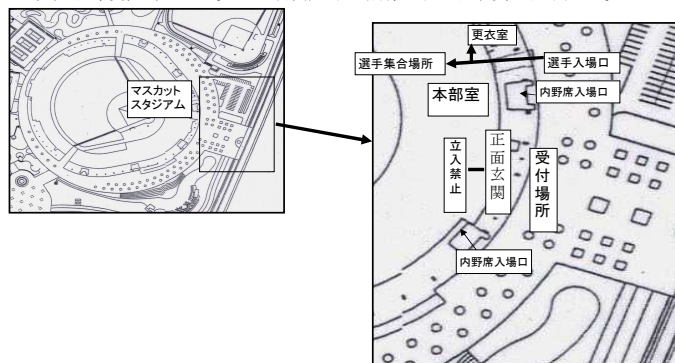 マスカット
スタジアム
更衣室
選手集合場所
選手入場口
本部室
内野席入場口
立入禁止
正面玄関
受付場所
内野席入場口